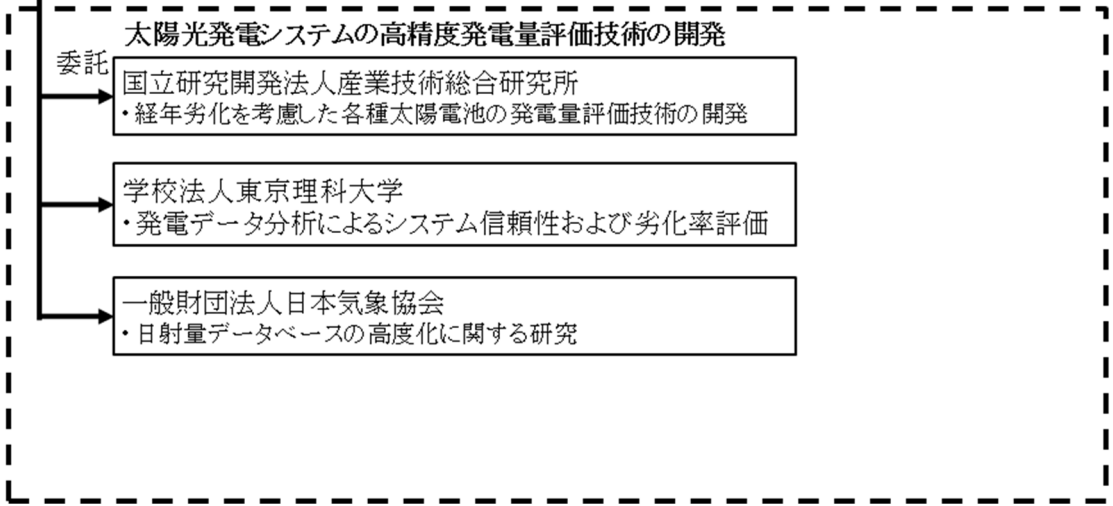 太陽光発電システムの高精度発電量評価技術の開発
委託
国立研究開発法人産業技術総合研究所
・経年劣化を考慮した各種太陽電池の発電量評価技術の開発
学校法人東京理科大学
・発電データ分析によるシステム信頼性および劣化率評価
一般財団法人日本気象協会
・日射量データベースの高度化に関する研究